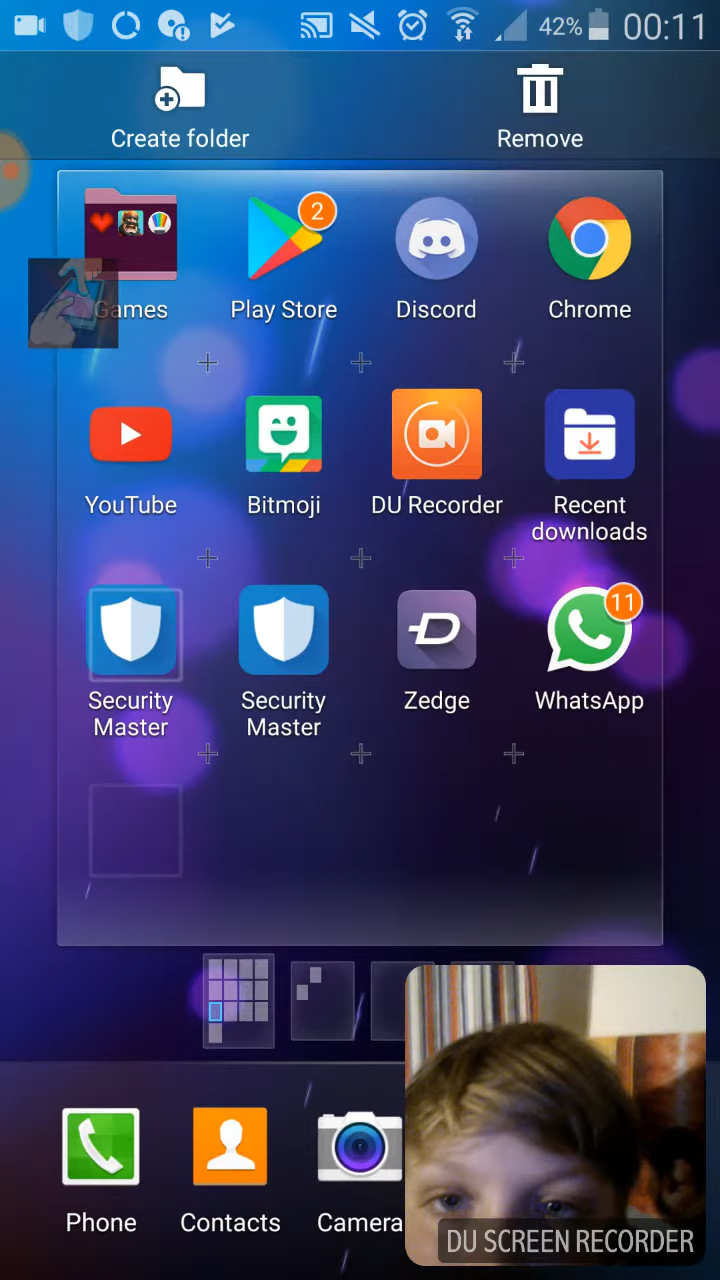 42% 00:11
Create folder
Remove
2
Games
Play Store
Discord
Chrome
YouTube
Bitmoji
DU Recorder
Recent
downloads
11
Security
Master
Security
Master
Zedge
WhatsApp
Phone
Contacts
Camera
DU SCREEN RECORDER